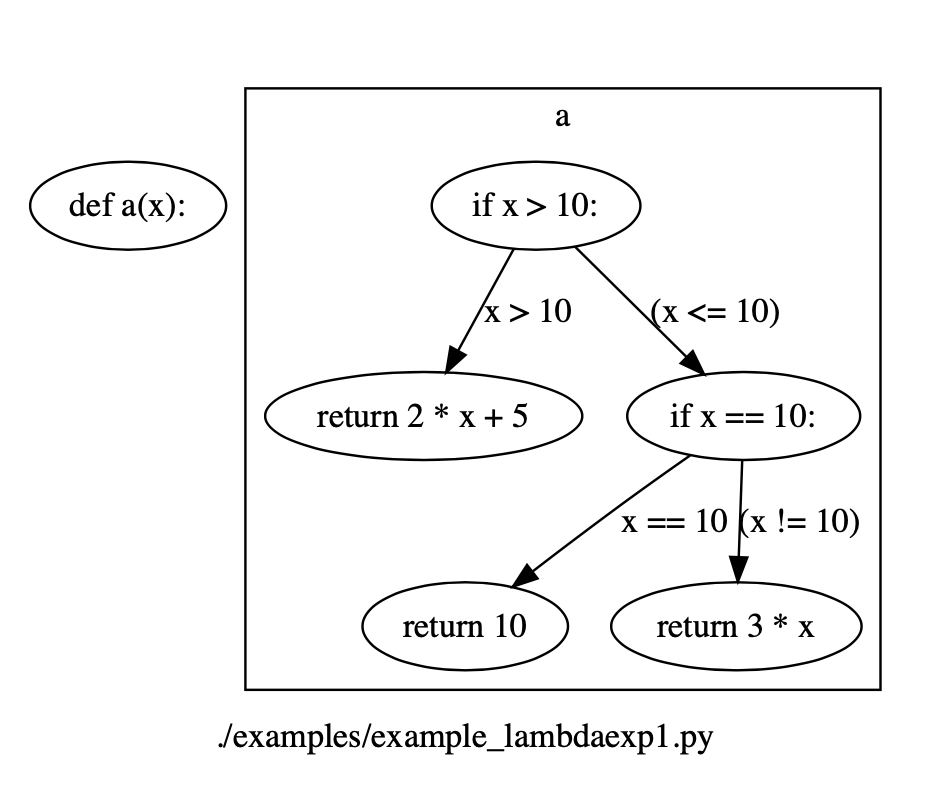 a
def a(x):
if x > 10:
x > 10
(x <= 10)
return 2 * x + 5
if x == 10:
x == 10
(x != 10)
return 10
return 3 * x
./examples/example_lambdaexp1.py